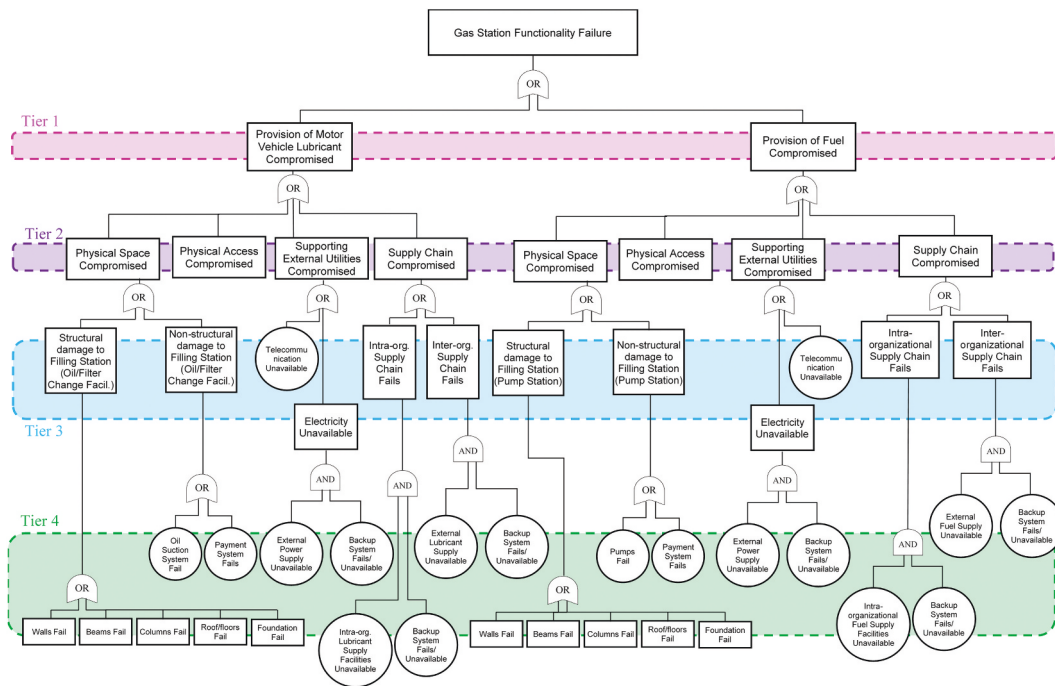 Gas Station Functionality Failure
OR
Tier 1
Provision of Motor
Vehicle Lubricant
Compromised
Provision of Fuel
Compromised
OR
OR
Tier 2
Physical Space
Compromised
Physical Access
Compromised
Supporting
External Utilities
Compromised
Supply Chain
Compromised
Physical Space
Compromised
Physical Access
Compromised
Supporting
External Utilities
Compromised
Supply Chain
Compromised
OR
OR
OR
OR
OR
OR
Structural
damage to
Filling Station
(Oil/Filter
Change Facil.)
Non-structural
damage to
Filling Station
(Oil/Filter
Change Facil.)
Telecommu
nication
Unavailable
Intra-org.
Supply
Chain
Fails
Inter-org.
Supply
Chain
Fails
Structural
damage to
Filling Station
(Pump Station)
Non-structural
damage to
Filling Station
(Pump Station)
Telecommu
nication
Unavailable
Intra-
organizational
Supply Chain
Fails
Inter-
organizational
Supply Chain
Fails
Tier 3
Electricity
Unavailable
Electricity
Unavailable
OR
AND
AND
AND
OR
AND
AND
Tier 4
Oil
Suction
System
Fail
Payment
System
Fails
External
Power
Supply
Unavailable
Backup
System
Fails/
Unavailable
External
Lubricant
Supply
Unavailable
Backup
System
Fails/
Unavailable
Pumps
Fail
Payment
System
Fails
External
Power
Supply
Unavailable
Backup
System
Fails/
Unavailable
External
Fuel Supply
Unavailable
Backup
System
Fails/
Unavailable
OR
OR
AND
Walls Fail
Beams Fail
Columns Fail
Roof/floors
Fail
Foundation
Fail
Intra-org.
Lubricant
Supply
Facilities
Unavailable
Backup
System
Fails/
Unavailable
Walls Fail
Beams Fail
Columns Fail
Roof/floors
Fail
Foundation
Fail
Intra-
organizational
Fuel Supply
Facilities
Unavailable
Backup
System
Fails/
Unavailable